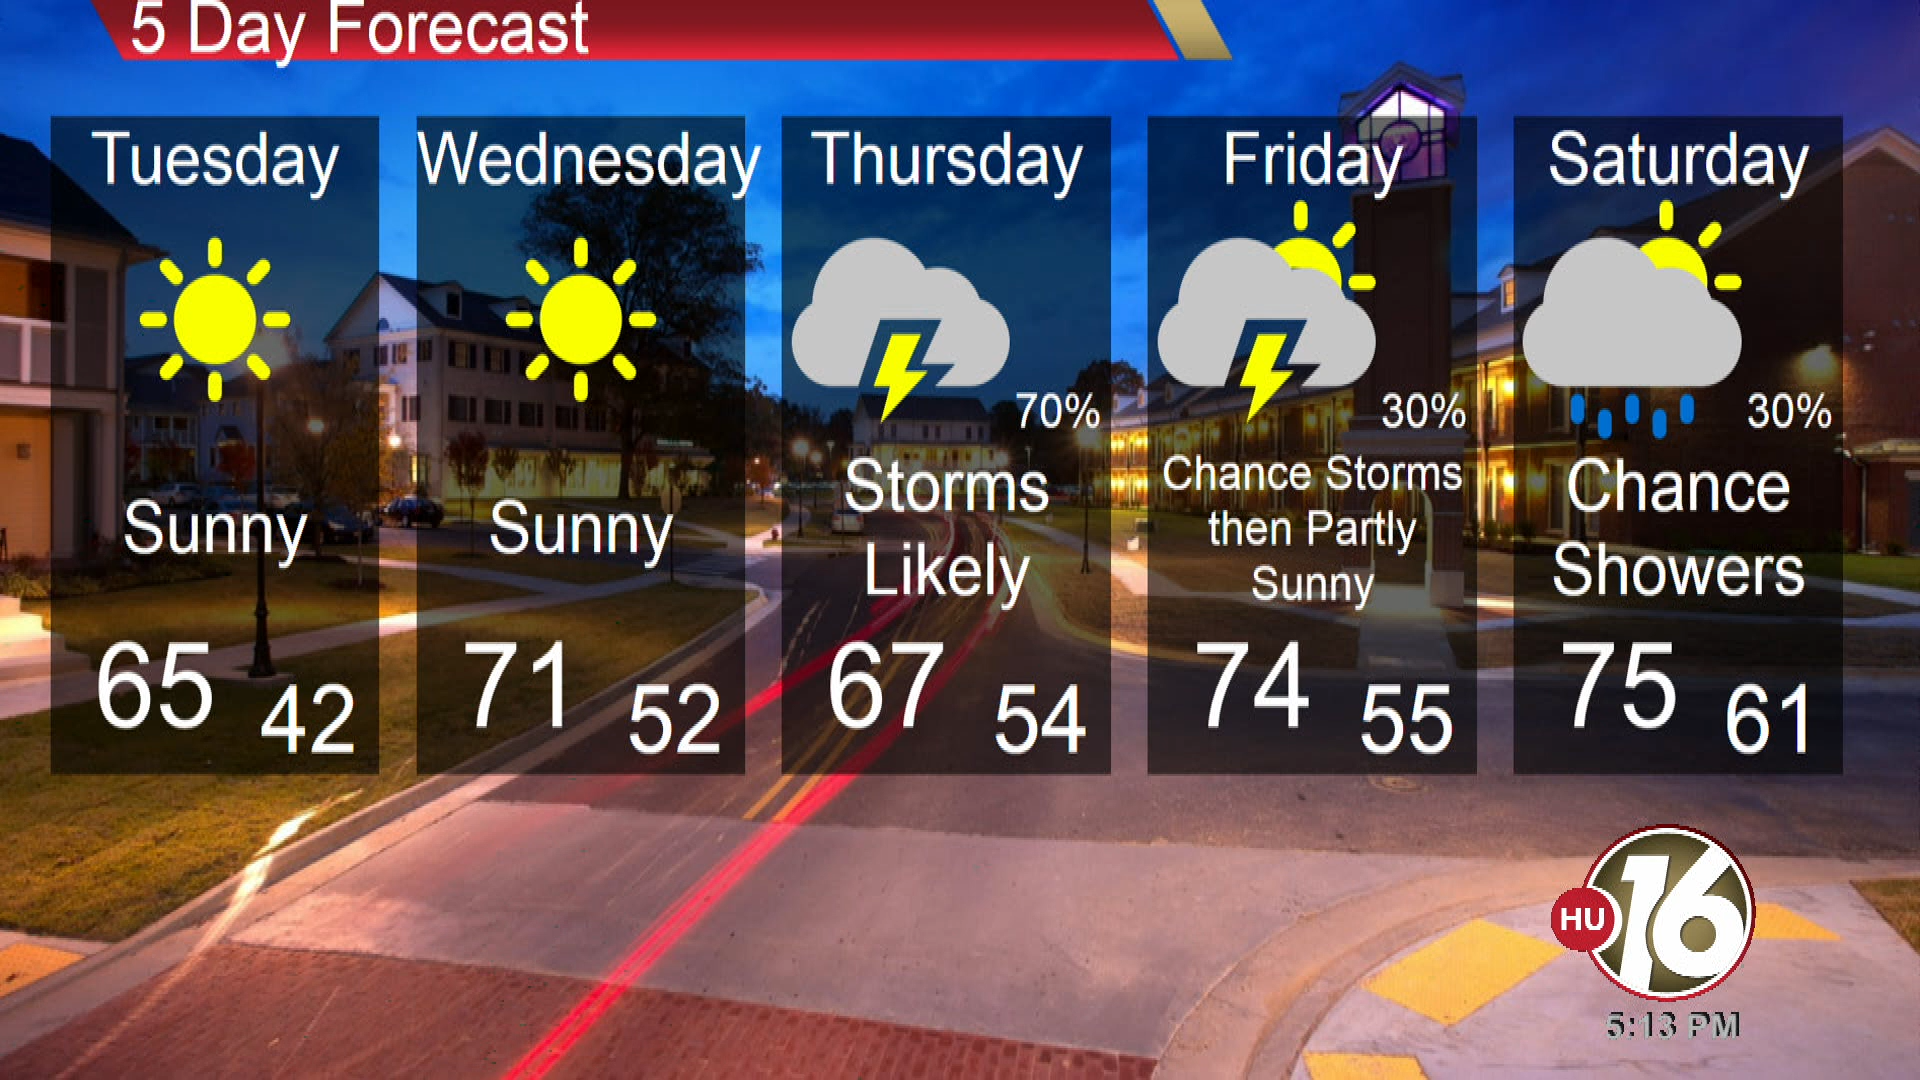 5 Day Forecast
Tuesday
Sunny
65 42
Wednesday
Sunny
71 52
Thursday
70%
Storms
Likely
67 54
Friday
30%
Chance Storms
then Partly
Sunny
74 55
Saturday
30%
Chance
Showers
75 61
HU 16
5:13 PM